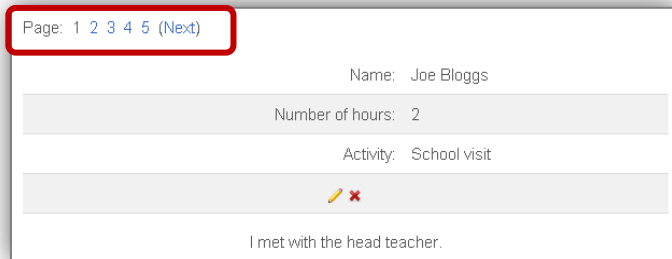 Page: 1 2 3 4 5 (Next)
Name: Joe Bloggs
Number of hours: 2
Activity: School visit
I met with the head teacher.